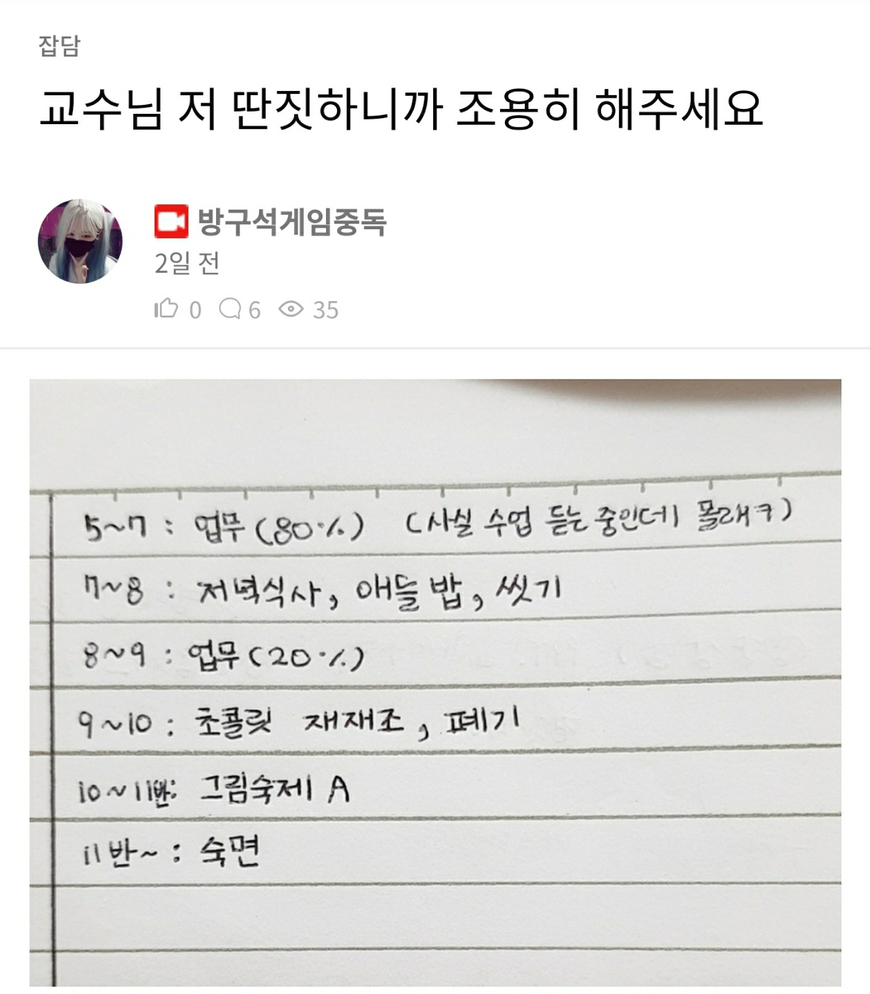 잡담
교수님 저 딴짓하니까 조용히 해주세요
방구석게임중독
2일 전
0 6 35
5~7 : 업무(80%) (사실 수업 듣는 중인데 몰래ㅋ)
7~8 : 저녁식사, 애들 밥, 씻기
8~9 : 업무(20%)
9~10 : 초콜릿 재재조, 폐기
10~11반: 그림숙제 A
11반~ : 숙면